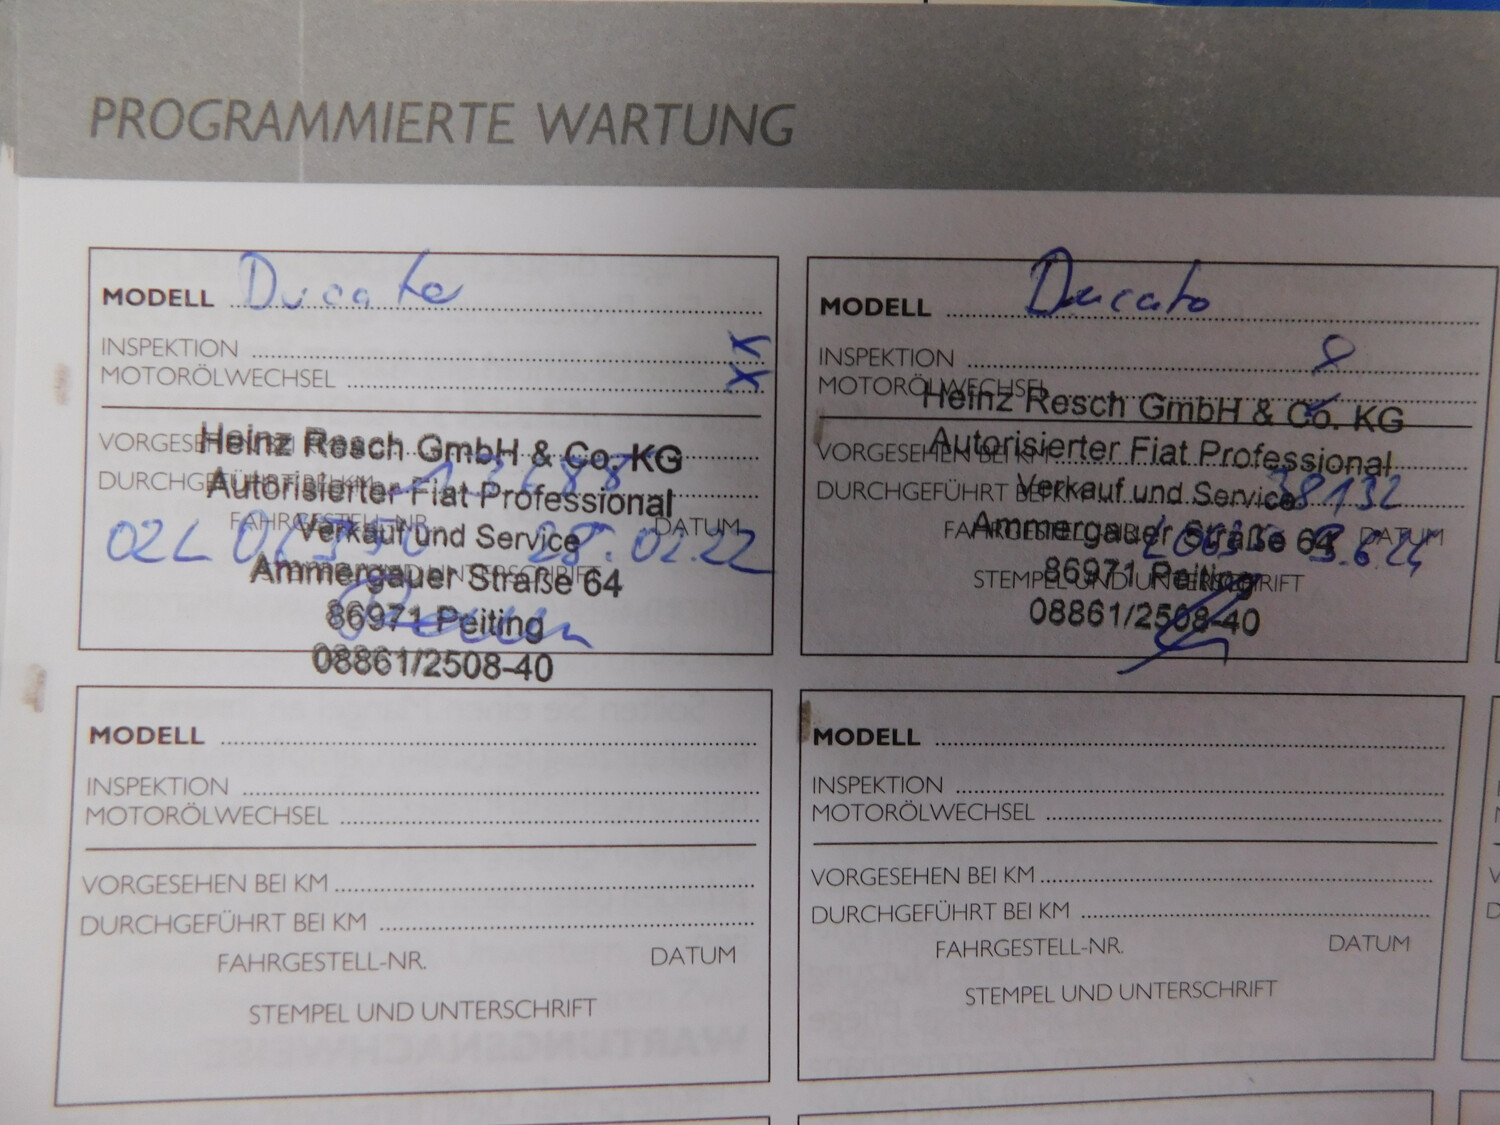 PROGRAMMIERTE WARTUNG
MODELL Ducato
INSPEKTION X
MOTORÖLWECHSEL X
VORGESEHEN BEI KM
DURCHGEFÜHRT BEI KM
FAHRGESTELL-NR. DATUM
02L 28.02.22
STEMPEL UND UNTERSCHRIFT
Heinz Resch GmbH & Co. KG
Autorisierter Fiat Professional
Verkauf und Service
Ammergauer Straße 64
86971 Peiting
08861/2508-40
MODELL Ducato
INSPEKTION
MOTORÖLWECHSEL
VORGESEHEN BEI KM
DURCHGEFÜHRT BEI KM 38132
FAHRGESTELL-NR. DATUM
STEMPEL UND UNTERSCHRIFT
Heinz Resch GmbH & Co. KG
Autorisierter Fiat Professional
Verkauf und Service
Ammergauer Straße 64
86971 Peiting
08861/2508-40
MODELL
INSPEKTION
MOTORÖLWECHSEL
VORGESEHEN BEI KM
DURCHGEFÜHRT BEI KM
FAHRGESTELL-NR. DATUM
STEMPEL UND UNTERSCHRIFT
MODELL
INSPEKTION
MOTORÖLWECHSEL
VORGESEHEN BEI KM
DURCHGEFÜHRT BEI KM
FAHRGESTELL-NR. DATUM
STEMPEL UND UNTERSCHRIFT